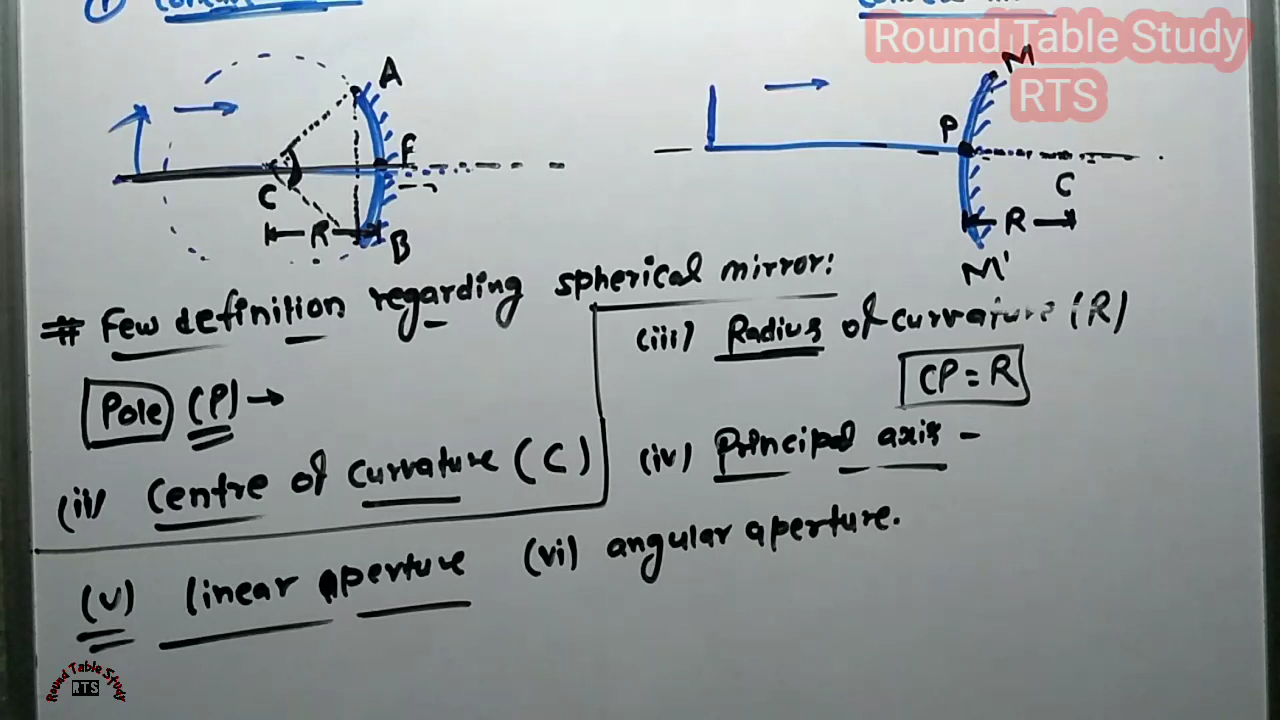 ①
Round Table Study
RTS
A
P
C
R
B
M
P
C
R
M'
# Few definition regarding spherical mirror:
Pole (P) →
(ii) Centre of curvature (C)
(iii) Radius of curvature (R)
CP = R
(iv) Principal axis -
(v) linear aperture (vi) angular aperture.
Round Table Study
RTS